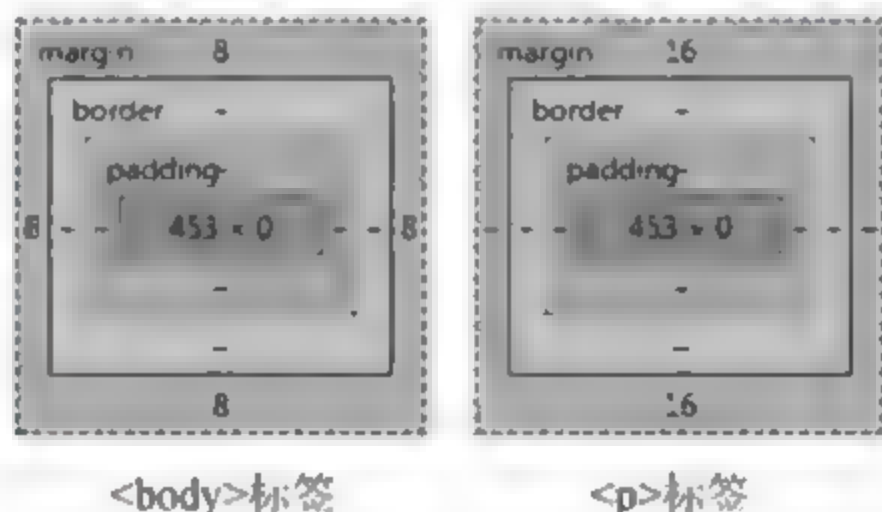 margin 8
border -
padding-
8 - - 453 × 0 - - 8
-
-
8
<body>标签
margin 16
border -
padding-
- - - 453 × 0 - - -
-
-
16
<p>标签